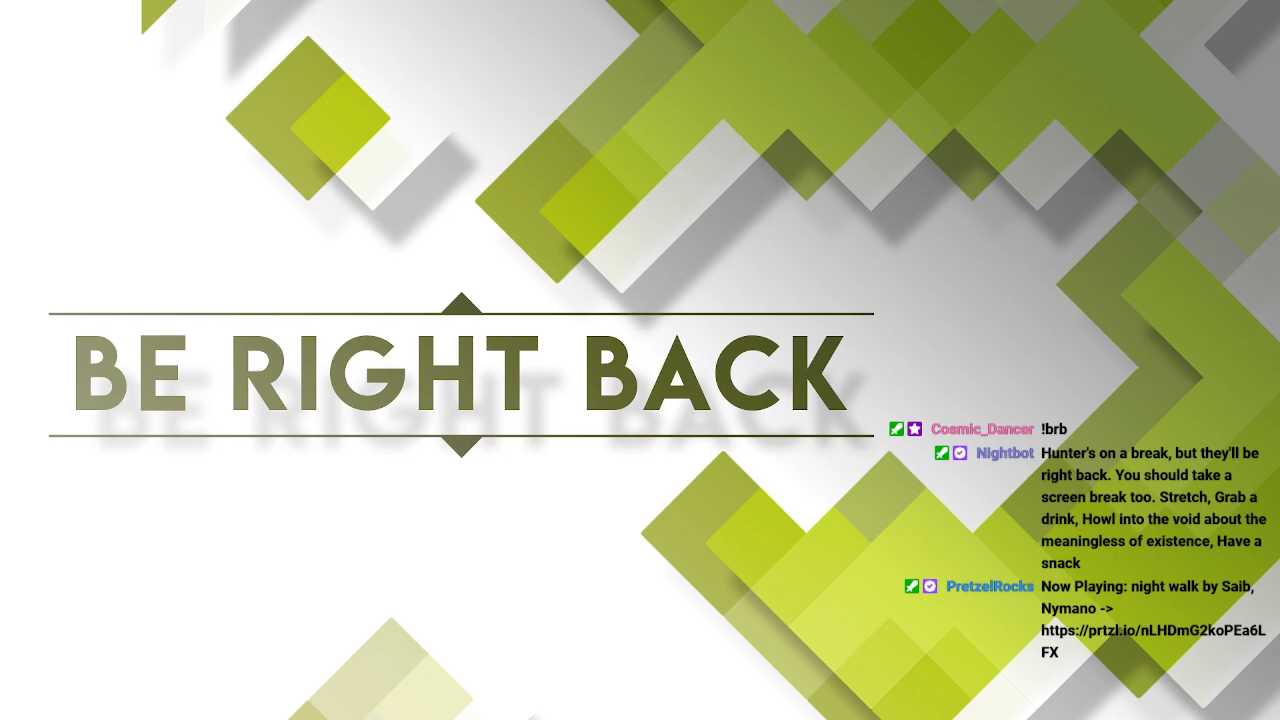 BE RIGHT BACK
Cosmic_Dancer !brb
Nightbot Hunter's on a break, but they'll be
right back. You should take a
screen break too. Stretch, Grab a
drink, Howl into the void about the
meaningless of existence, Have a
snack
PretzelRocks Now Playing: night walk by Saib,
Nymano ->
https://prtzl.io/nLHDmG2koPEa6L
FX